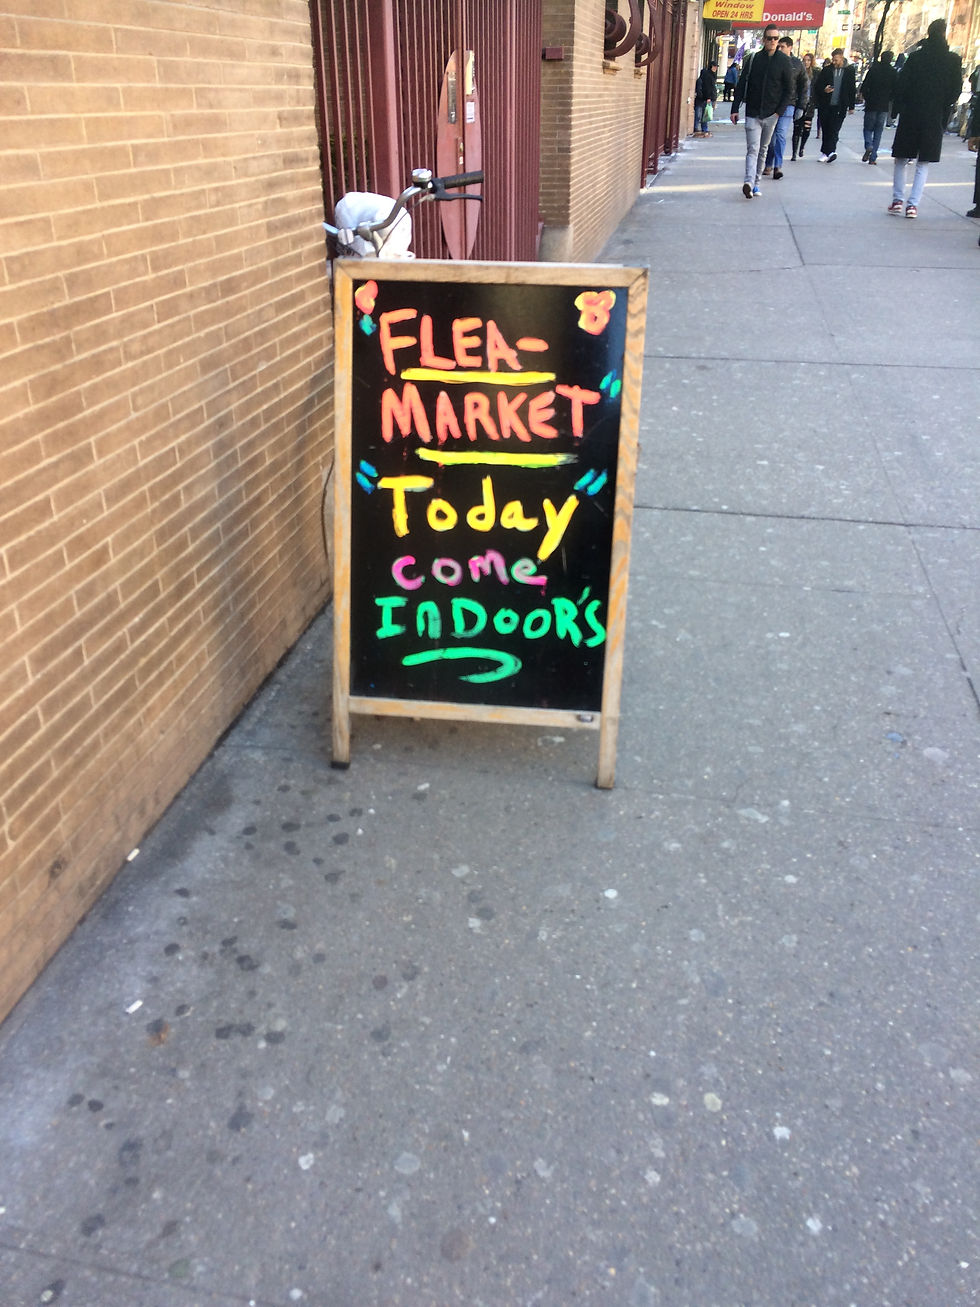 Window
OPEN 24 HRS
Donald's.
FLEA-
MARKET
"Today"
come
INDOOR'S